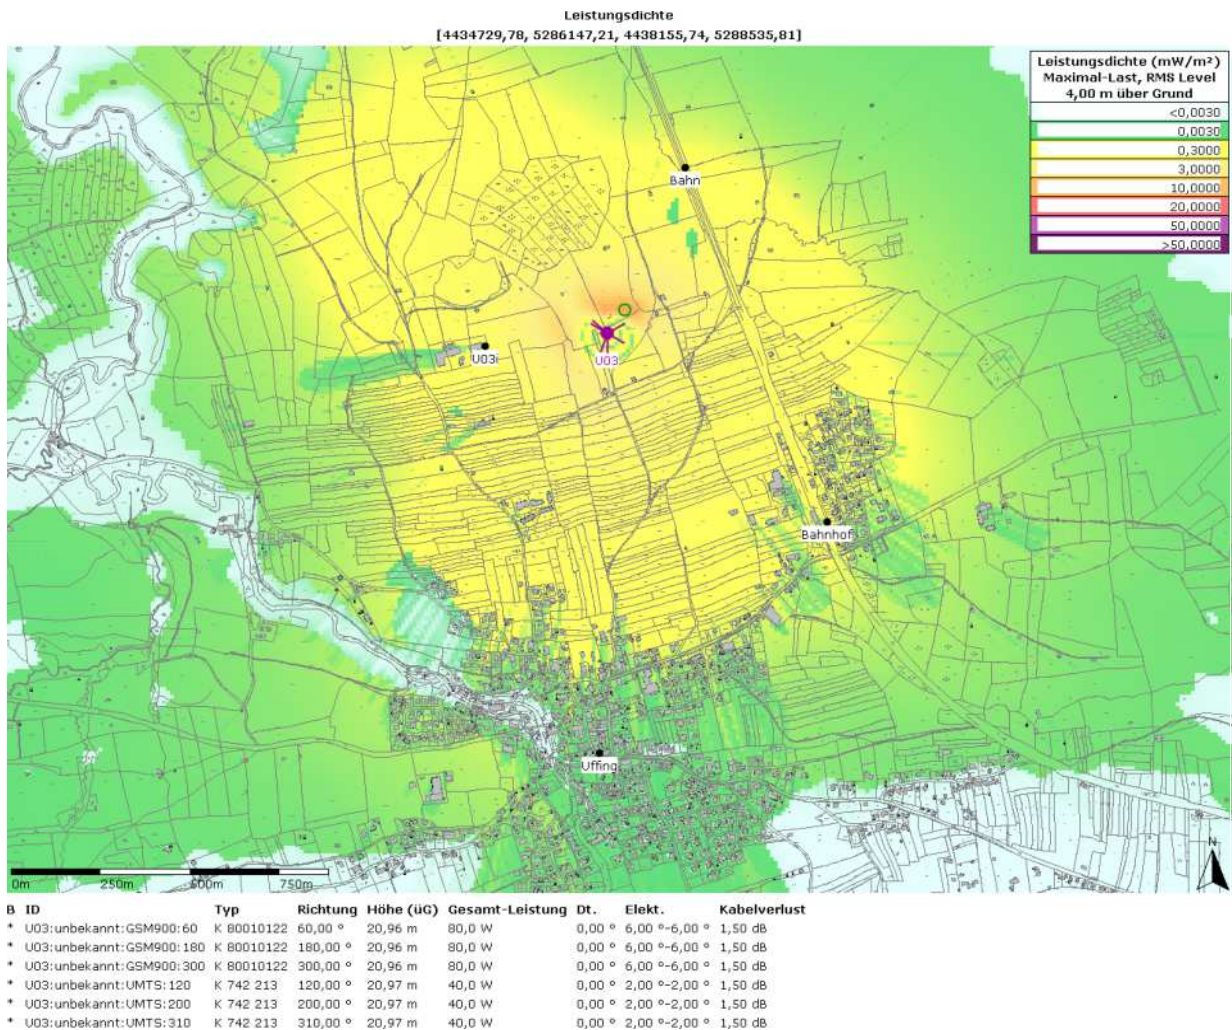 Leistungsdichte
[4434729,78, 5286147,21, 4438155,74, 5288535,81]
Leistungsdichte (mW/m²)
Maximal-Last, RMS Level
4,00 m über Grund
<0,0030
0,0030
0,3000
3,0000
10,0000
20,0000
50,0000
>50,0000
Bahn
U03i
U03
Bahnhof
Uffing
N
0m 250m 500m 750m
B ID Typ Richtung Höhe (üG) Gesamt-Leistung Dt. Elekt. Kabelverlust
* U03:unbekannt:GSM900:60 K 80010122 60,00 ° 20,96 m 80,0 W 0,00 ° 6,00 °-6,00 ° 1,50 dB
* U03:unbekannt:GSM900:180 K 80010122 180,00 ° 20,96 m 80,0 W 0,00 ° 6,00 °-6,00 ° 1,50 dB
* U03:unbekannt:GSM900:300 K 80010122 300,00 ° 20,96 m 80,0 W 0,00 ° 6,00 °-6,00 ° 1,50 dB
* U03:unbekannt:UMTS:120 K 742 213 120,00 ° 20,97 m 40,0 W 0,00 ° 2,00 °-2,00 ° 1,50 dB
* U03:unbekannt:UMTS:200 K 742 213 200,00 ° 20,97 m 40,0 W 0,00 ° 2,00 °-2,00 ° 1,50 dB
* U03:unbekannt:UMTS:310 K 742 213 310,00 ° 20,97 m 40,0 W 0,00 ° 2,00 °-2,00 ° 1,50 dB